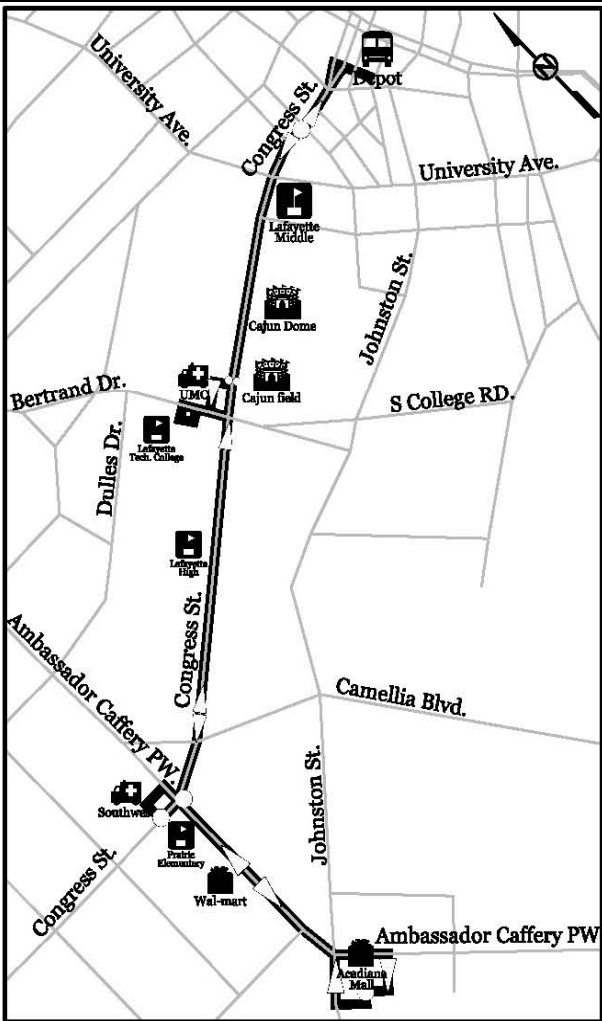 Depot
University Ave.
Congress St.
University Ave.
Lafayette
Middle
Johnston St.
Cajun Dome
UMC
Cajun field
Bertrand Dr.
S College RD.
Lafayette
Tech. College
Dulles Dr.
Lafayette
High
Congress St.
Ambassador Caffery PW.
Camellia Blvd.
Johnston St.
Southwest
Prairie
Elementary
Wal-mart
Congress St.
Ambassador Caffery PW
Acadiana
Mall
N